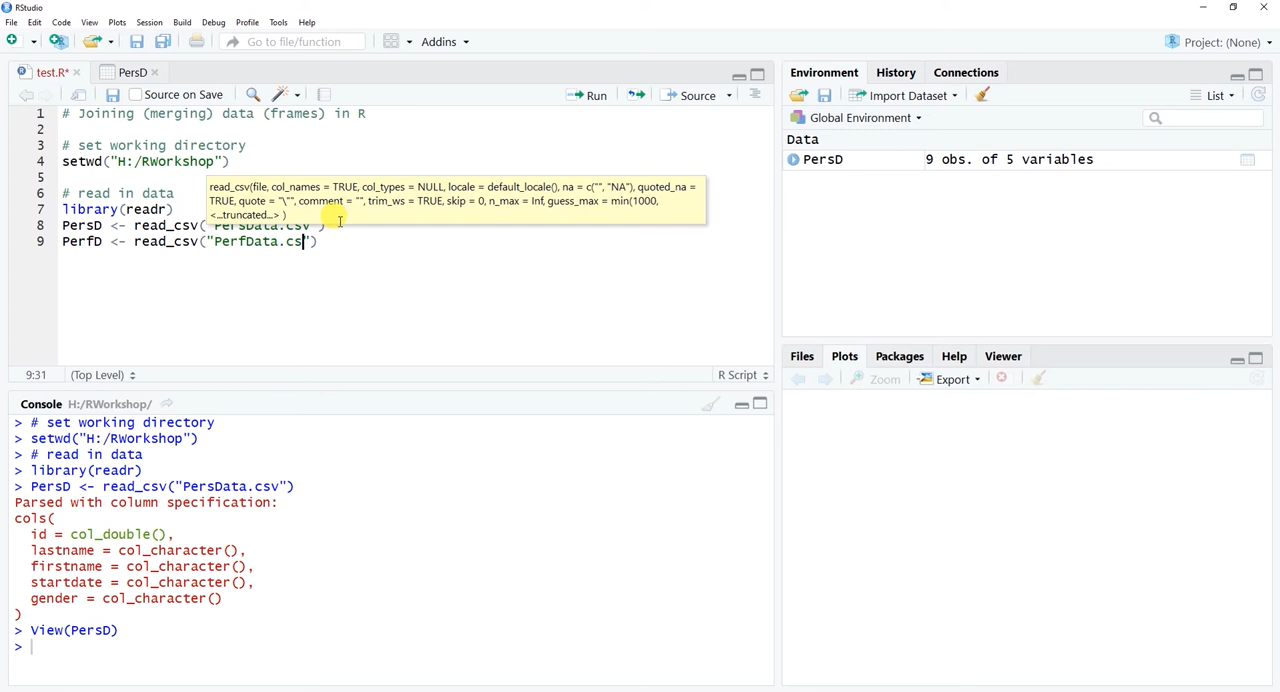 RStudio
File Edit Code View Plots Session Build Debug Profile Tools Help
Go to file/function Addins Project: (None)
test.R* PersD
Source on Save Run Source
1 # Joining (merging) data (frames) in R
2
3 # set working directory
4 setwd("H:/RWorkshop")
5
6 # read in data
7 library(readr)
8 PersD <- read_csv("PersData.csv")
9 PerfD <- read_csv("PerfData.cs")
read_csv(file, col_names = TRUE, col_types = NULL, locale = default_locale(), na = c("", "NA"), quoted_na =
TRUE, quote = "\"", comment = "", trim_ws = TRUE, skip = 0, n_max = Inf, guess_max = min(1000,
<...truncated...> )
9:31 (Top Level) R Script
Console H:/RWorkshop/
> # set working directory
> setwd("H:/RWorkshop")
> # read in data
> library(readr)
> PersD <- read_csv("PersData.csv")
Parsed with column specification:
cols(
id = col_double(),
lastname = col_character(),
firstname = col_character(),
startdate = col_character(),
gender = col_character()
)
> View(PersD)
>
Environment History Connections
Import Dataset List
Global Environment
Data
PersD 9 obs. of 5 variables
Files Plots Packages Help Viewer
Zoom Export